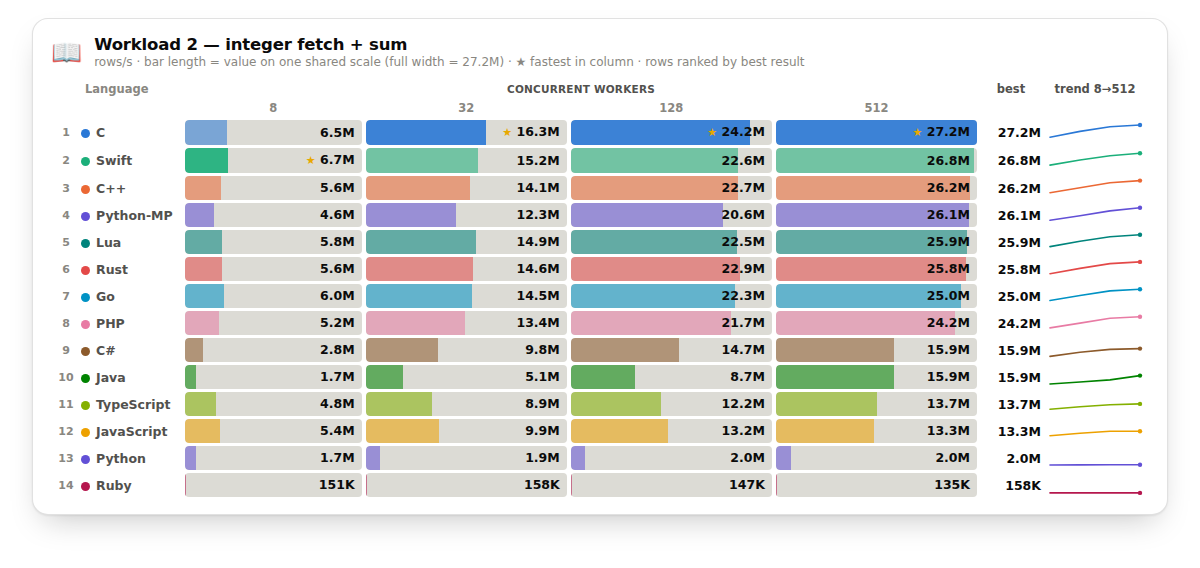 Workload 2 — integer fetch + sum
rows/s · bar length = value on one shared scale (full width = 27.2M) · ★ fastest in column · rows ranked by best result
Language CONCURRENT WORKERS best trend 8→512
8 32 128 512
1 C 6.5M ★ 16.3M ★ 24.2M ★ 27.2M 27.2M
2 Swift ★ 6.7M 15.2M 22.6M 26.8M 26.8M
3 C++ 5.6M 14.1M 22.7M 26.2M 26.2M
4 Python-MP 4.6M 12.3M 20.6M 26.1M 26.1M
5 Lua 5.8M 14.9M 22.5M 25.9M 25.9M
6 Rust 5.6M 14.6M 22.9M 25.8M 25.8M
7 Go 6.0M 14.5M 22.3M 25.0M 25.0M
8 PHP 5.2M 13.4M 21.7M 24.2M 24.2M
9 C# 2.8M 9.8M 14.7M 15.9M 15.9M
10 Java 1.7M 5.1M 8.7M 15.9M 15.9M
11 TypeScript 4.8M 8.9M 12.2M 13.7M 13.7M
12 JavaScript 5.4M 9.9M 13.2M 13.3M 13.3M
13 Python 1.7M 1.9M 2.0M 2.0M 2.0M
14 Ruby 151K 158K 147K 135K 158K